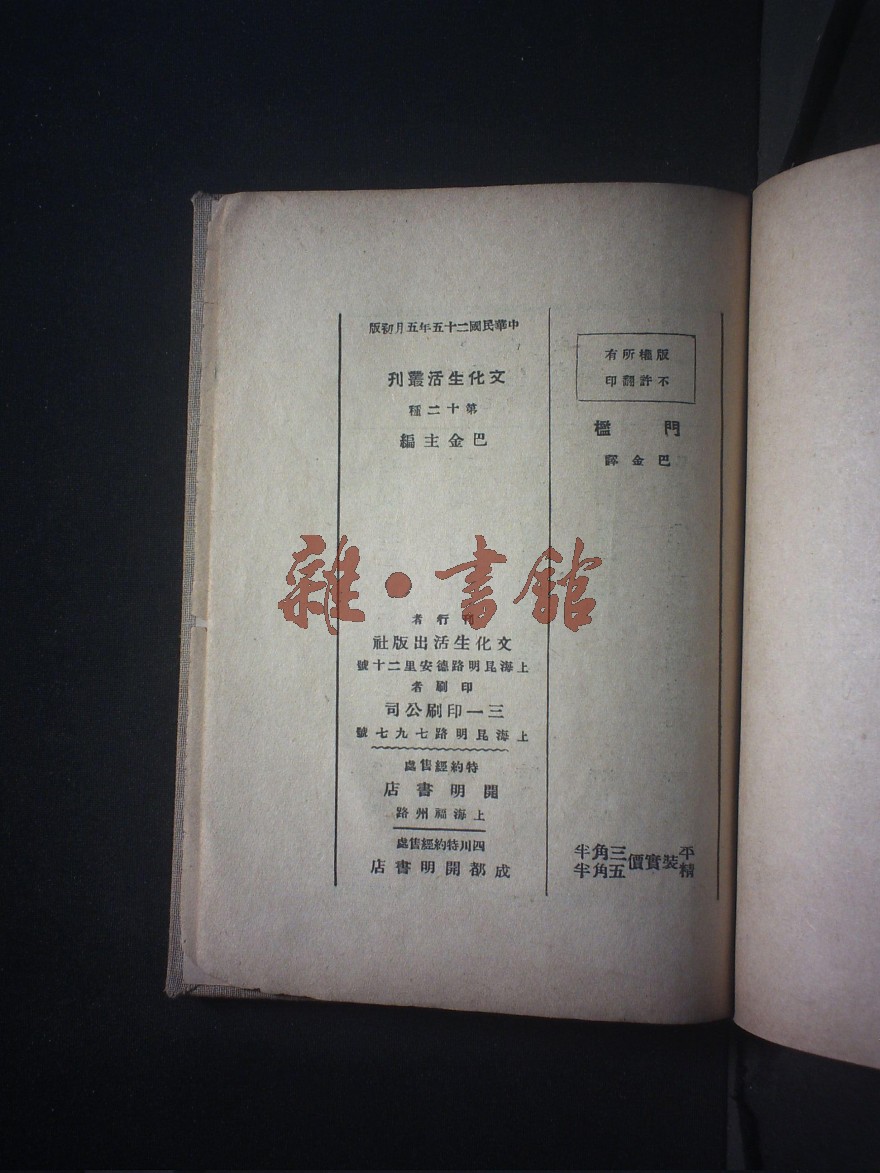 版權所有
不許翻印
門檻
巴金譯
平精裝實價三角半五角半
中華民國二十五年五月初版
文化生活叢刊
第十二種
巴金主編
刊行者
文化生活出版社
上海昆明路德安里二十號
印刷者
三一印刷公司
上海昆明路七九七號
特約經售處
開明書店
上海福州路
四川特約經售處
成都開明書店
雜·書館